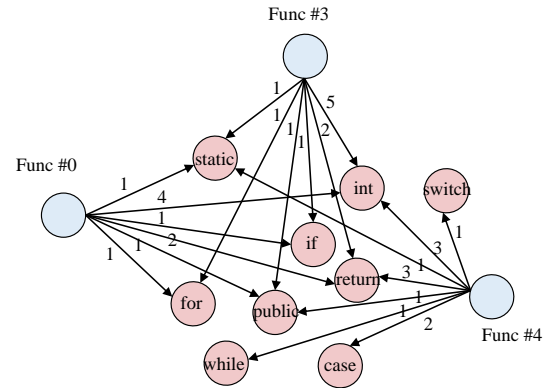 Func #3
1
5
1
2
1
1
static
Func #0
1
int
switch
4
1
if
2
1
1
3
1
1
return
3
for
public
1
1
2
Func #4
while
case